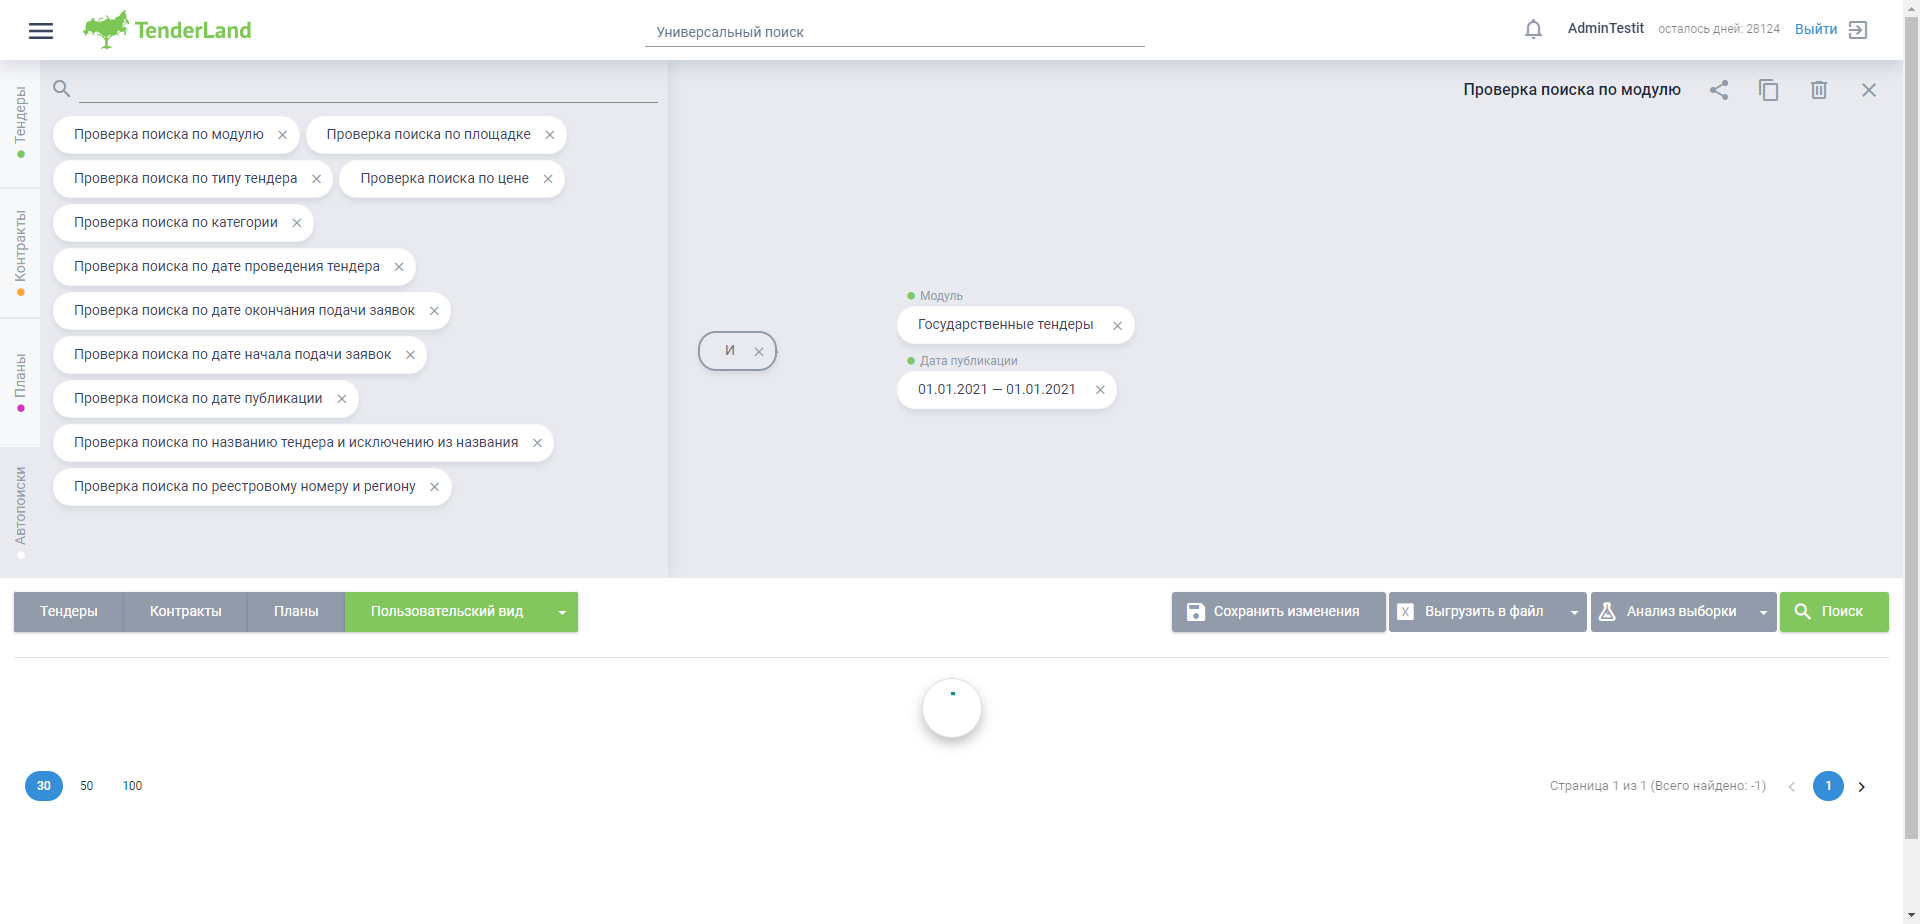 TenderLand
Универсальный поиск
AdminTestit
осталось дней: 28124
Выйти
Тендеры
Контракты
Планы
Автопоиски
Проверка поиска по модулю
Проверка поиска по площадке
Проверка поиска по типу тендера
Проверка поиска по цене
Проверка поиска по категории
Проверка поиска по дате проведения тендера
Проверка поиска по дате окончания подачи заявок
Проверка поиска по дате начала подачи заявок
Проверка поиска по дате публикации
Проверка поиска по названию тендера и исключению из названия
Проверка поиска по реестровому номеру и региону
Проверка поиска по модулю
И
Модуль
Государственные тендеры
Дата публикации
01.01.2021 — 01.01.2021
Тендеры
Контракты
Планы
Пользовательский вид
Сохранить изменения
X Выгрузить в файл
Анализ выборки
Поиск
30 50 100
Страница 1 из 1 (Всего найдено: -1)
1